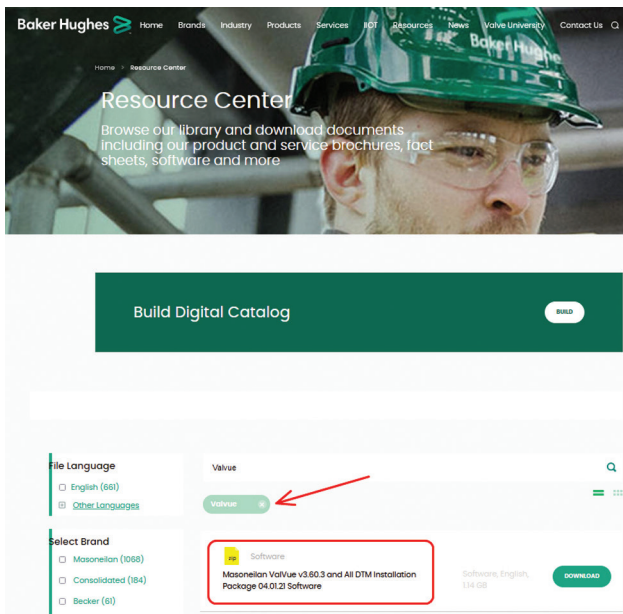 Baker Hughes Home Brands Industry Products Services IIOT Resources News Valve University Contact Us
Baker Hughes
Home Resource Center
Resource Center
Browse our library and download documents
including our product and service brochures, fact
sheets, software and more
Build Digital Catalog BUILD
File Language
English (661)
Other Languages
Select Brand
Masoneilan (1068)
Consolidated (184)
Becker (61)
Valvue
Valvue
zip Software
Masoneilan ValVue v3.60.3 and All DTM Installation
Package 04.01.21 Software
Software, English,
1.14 GB
DOWNLOAD